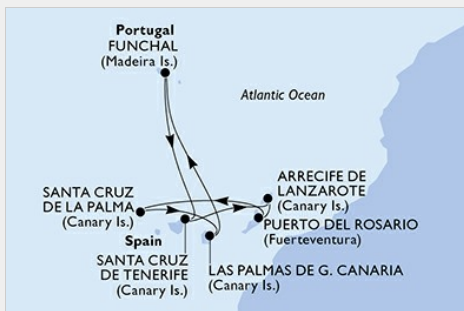 Portugal
FUNCHAL
(Madeira Is.)
Atlantic Ocean
ARRECIFE DE
LANZAROTE
(Canary Is.)
SANTA CRUZ
DE LA PALMA
(Canary Is.)
PUERTO DEL ROSARIO
(Fuerteventura)
Spain
SANTA CRUZ
DE TENERIFE
(Canary Is.)
LAS PALMAS DE G. CANARIA
(Canary Is.)